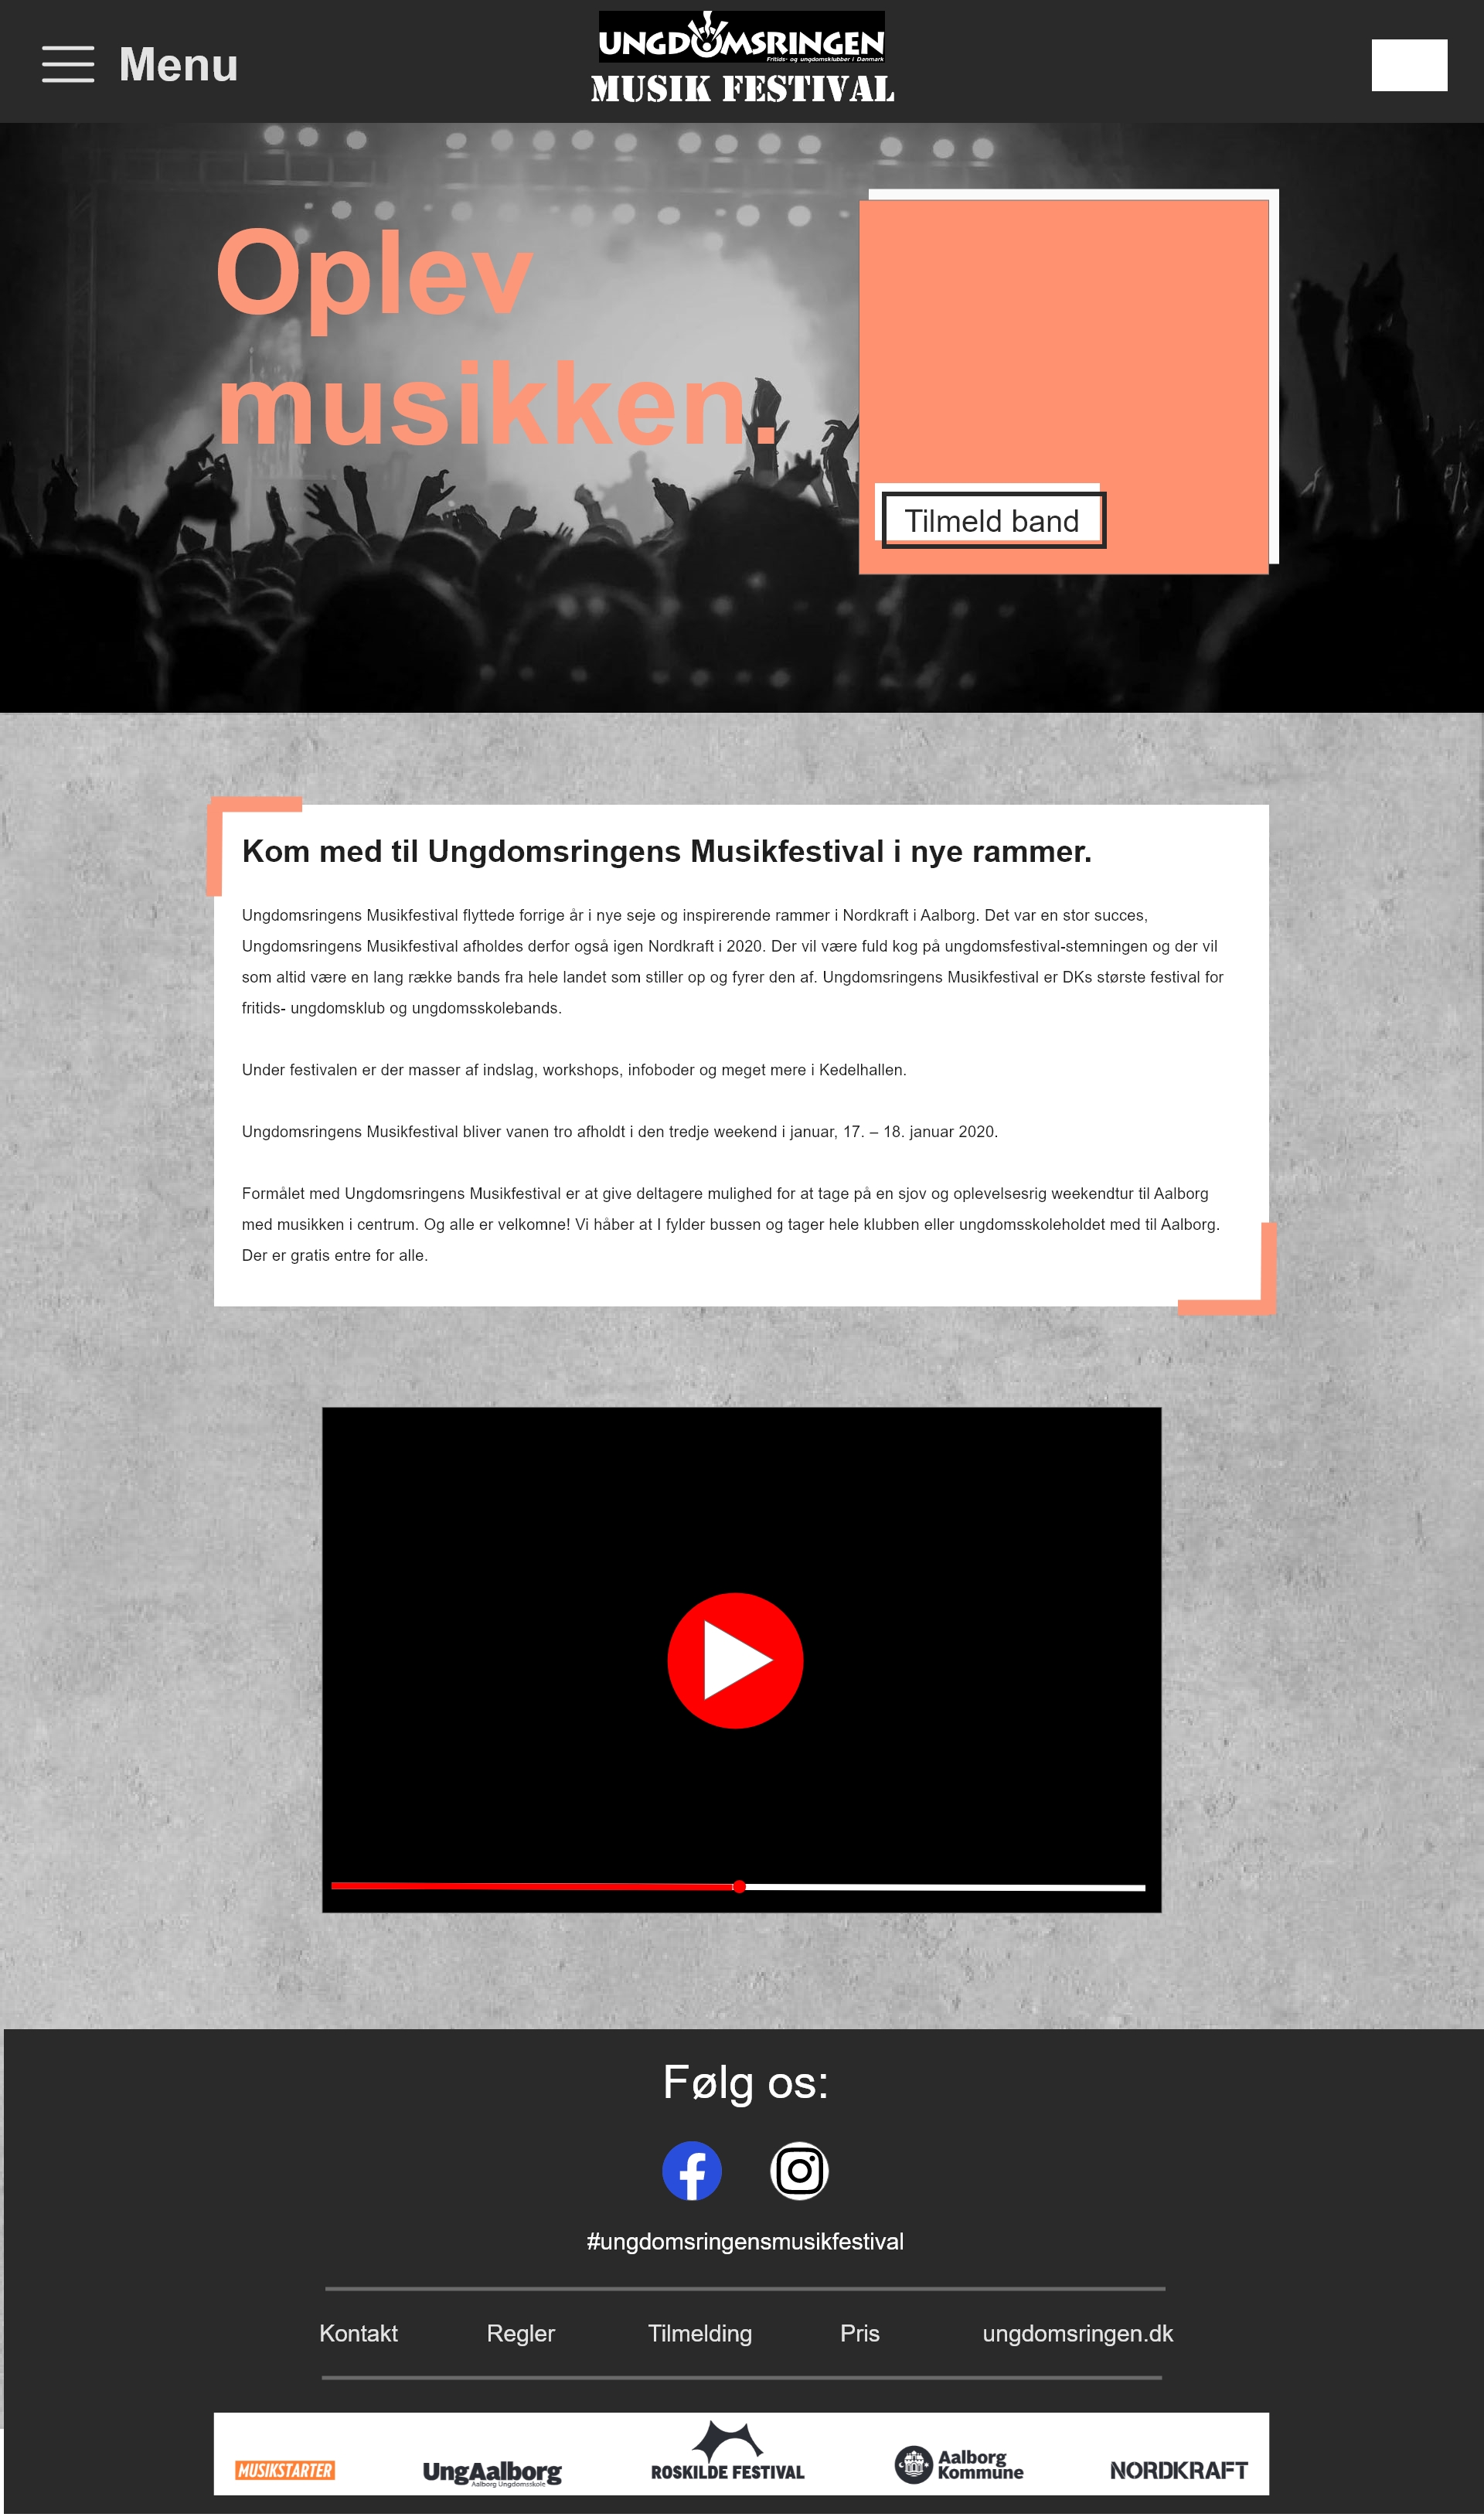 Menu
UNGDOMSRINGEN
Fritids- og ungdomsklubber i Danmark
MUSIK FESTIVAL
Oplev
musikken.
Tilmeld band
Kom med til Ungdomsringens Musikfestival i nye rammer.
Ungdomsringens Musikfestival flyttede forrige år i nye seje og inspirerende rammer i Nordkraft i Aalborg. Det var en stor succes,
Ungdomsringens Musikfestival afholdes derfor også igen Nordkraft i 2020. Der vil være fuld kog på ungdomsfestival-stemningen og der vil
som altid være en lang række bands fra hele landet som stiller op og fyrer den af. Ungdomsringens Musikfestival er DKs største festival for
fritids- ungdomsklub og ungdomsskolebands.
Under festivalen er der masser af indslag, workshops, infoboder og meget mere i Kedelhallen.
Ungdomsringens Musikfestival bliver vanen tro afholdt i den tredje weekend i januar, 17. – 18. januar 2020.
Formålet med Ungdomsringens Musikfestival er at give deltagere mulighed for at tage på en sjov og oplevelsesrig weekendtur til Aalborg
med musikken i centrum. Og alle er velkomne! Vi håber at I fylder bussen og tager hele klubben eller ungdomsskoleholdet med til Aalborg.
Der er gratis entre for alle.
Følg os:
#ungdomsringensmusikfestival
Kontakt Regler Tilmelding Pris ungdomsringen.dk
MUSIKSTARTER
UngAalborg
Aalborg Ungdomsskole
ROSKILDE FESTIVAL
Aalborg
Kommune
NORDKRAFT